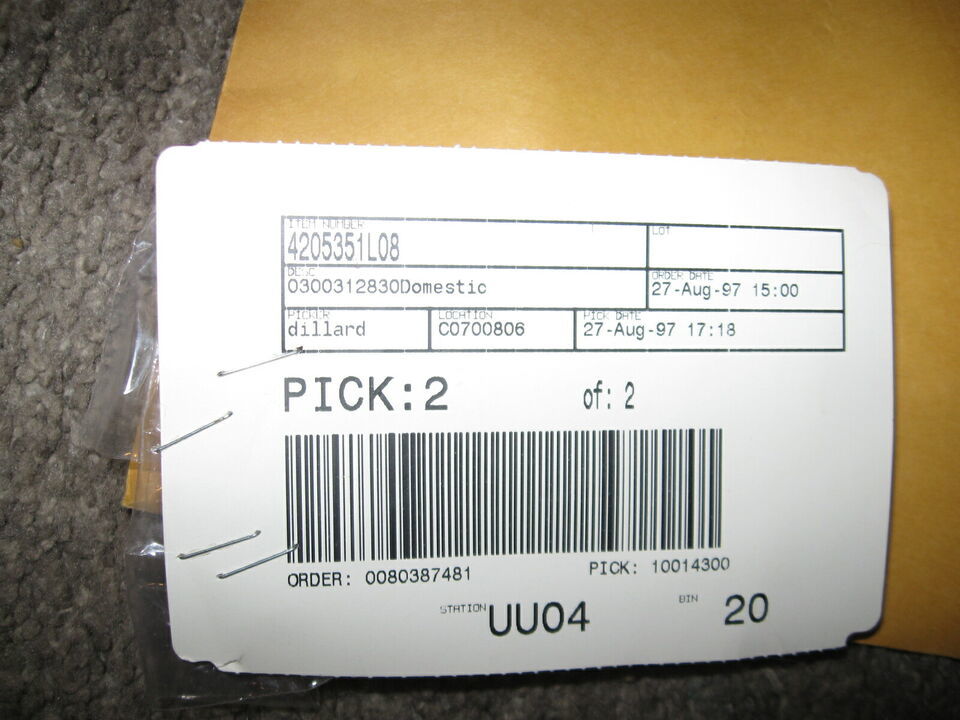 ITEM NUMBER
4205351L08
Lot
DESC
0300312830Domestic
ORDER DATE
27-Aug-97 15:00
PICKER
dillard
LOCATION
C0700806
PICK DATE
27-Aug-97 17:18
PICK:2 of: 2
ORDER: 0080387481 PICK: 10014300
STATION UU04 BIN 20